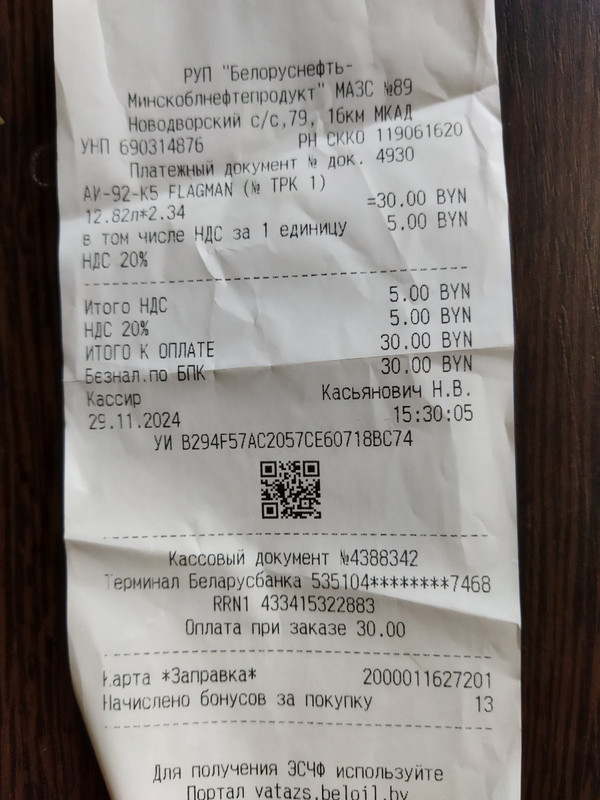 РУП "Белоруснефть-
Минскоблнефтепродукт" МАЗС №89
Новодворский с/с,79, 16км МКАД
УНП 690314876 РН СККО 119061620
Платежный документ № док. 4930
АИ-92-К5 FLAGMAN (№ ТРК 1)
12.82л*2.34 =30.00 BYN
в том числе НДС за 1 единицу 5.00 BYN
НДС 20%
Итого НДС 5.00 BYN
НДС 20% 5.00 BYN
ИТОГО К ОПЛАТЕ 30.00 BYN
Безнал.по БПК 30.00 BYN
Кассир Касьянович Н.В.
29.11.2024 15:30:05
УИ B294F57AC2057CE60718BC74
Кассовый документ №4388342
Терминал Беларусбанка 535104********7468
RRN1 433415322883
Оплата при заказе 30.00
Карта *Заправка* 2000011627201
Начислено бонусов за покупку 13
Для получения ЭСЧФ используйте
Портал vatazs.beloil.by